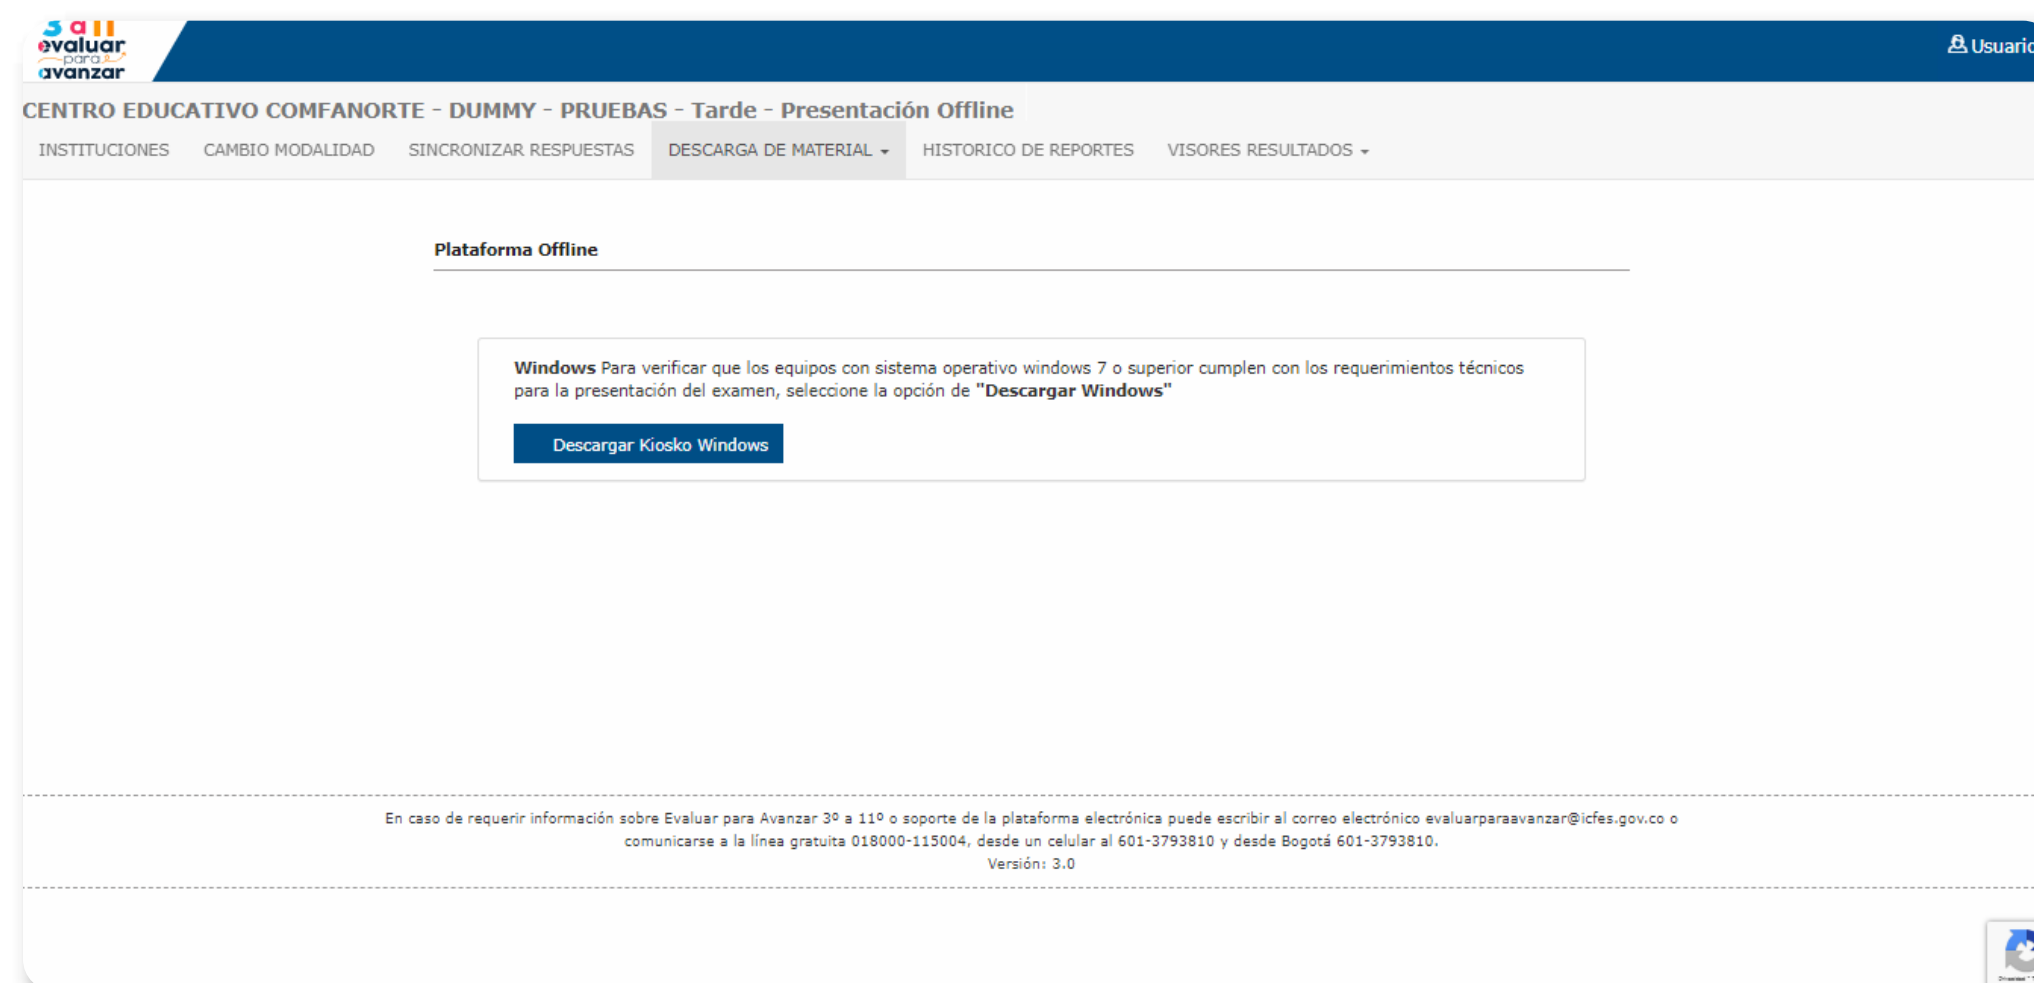 3 a 11
evaluar
para
avanzar
Usuario
CENTRO EDUCATIVO COMFANORTE - DUMMY - PRUEBAS - Tarde - Presentación Offline
INSTITUCIONES CAMBIO MODALIDAD SINCRONIZAR RESPUESTAS DESCARGA DE MATERIAL HISTORICO DE REPORTES VISORES RESULTADOS
Plataforma Offline
Windows Para verificar que los equipos con sistema operativo windows 7 o superior cumplen con los requerimientos técnicos
para la presentación del examen, seleccione la opción de "Descargar Windows"
Descargar Kiosko Windows
En caso de requerir información sobre Evaluar para Avanzar 3º a 11º o soporte de la plataforma electrónica puede escribir al correo electrónico evaluarparaavanzar@icfes.gov.co o
comunicarse a la línea gratuita 018000-115004, desde un celular al 601-3793810 y desde Bogotá 601-3793810.
Versión: 3.0